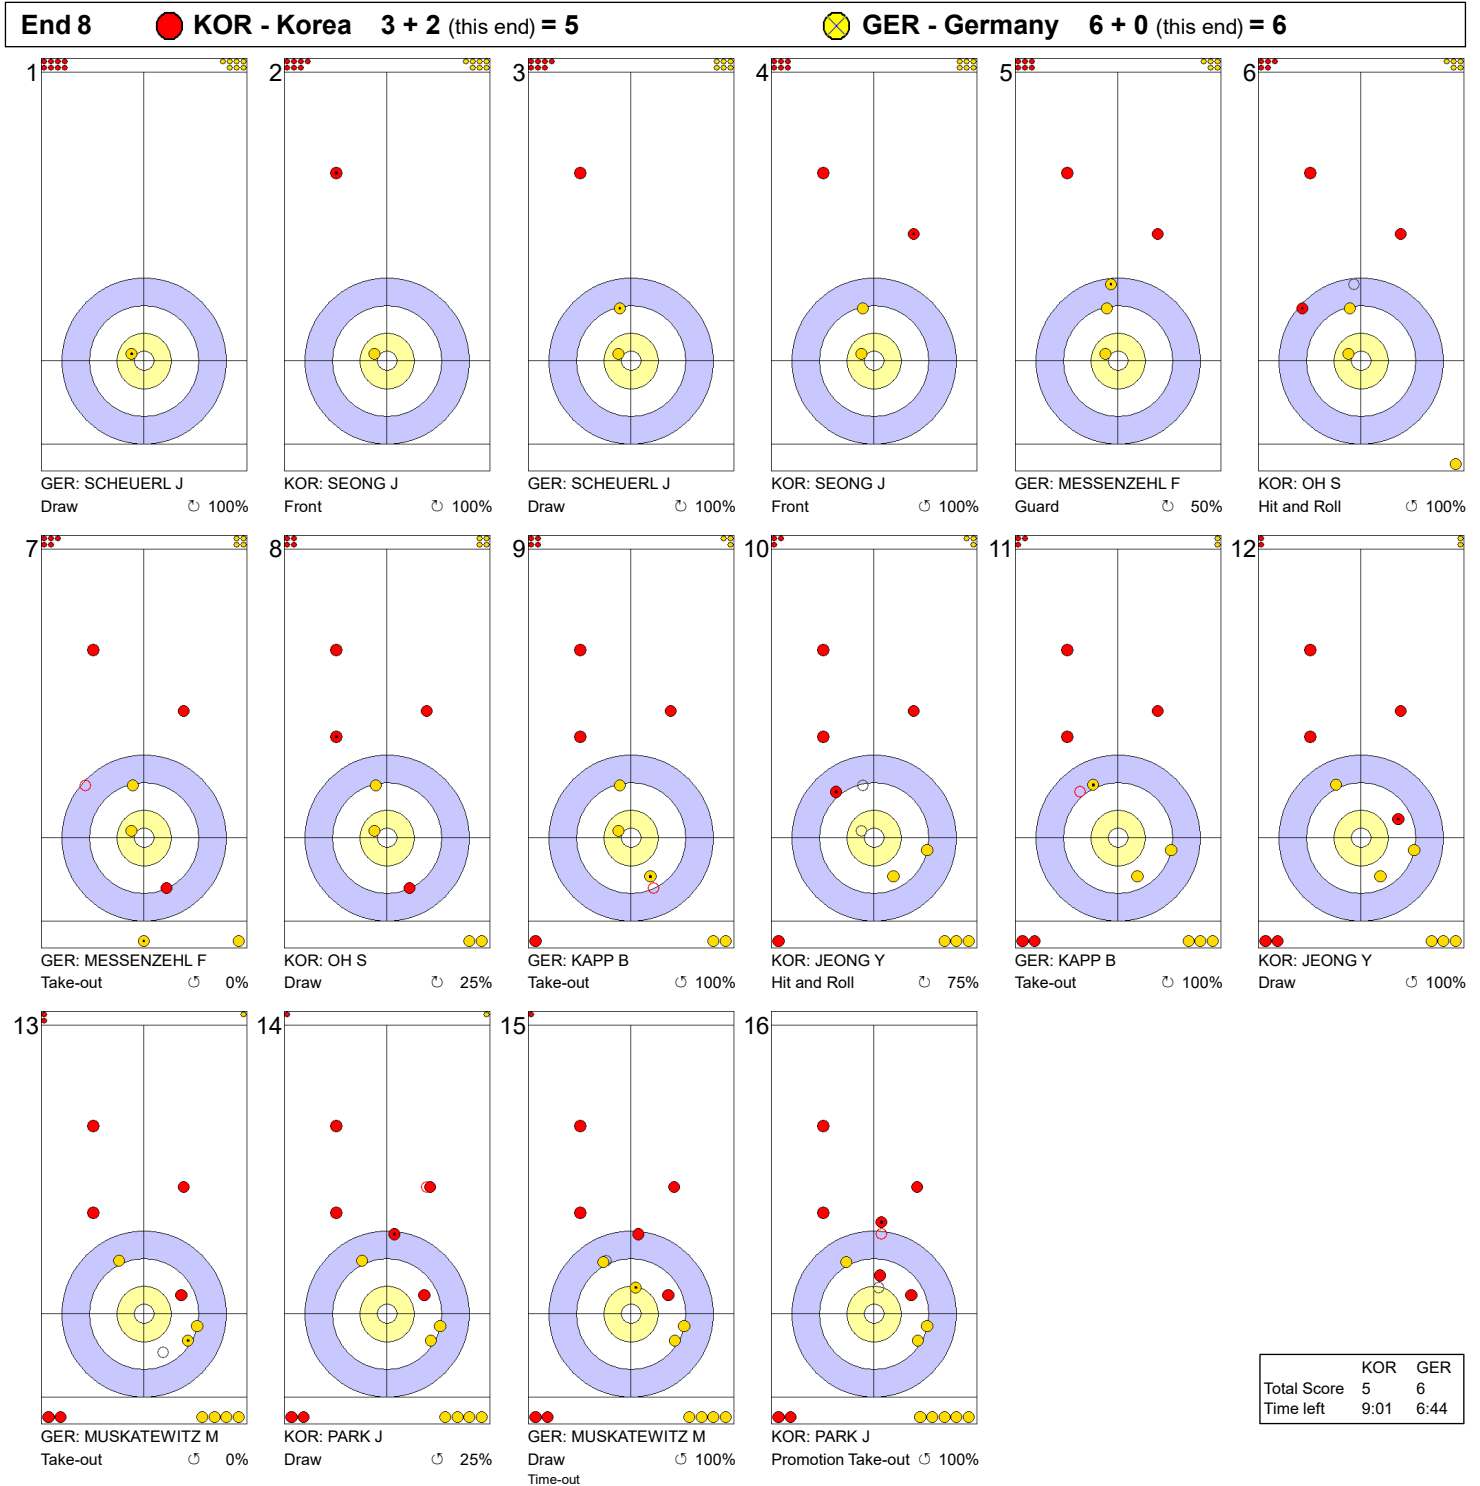 End 8 KOR - Korea 3 + 2 (this end) = 5 GER - Germany 6 + 0 (this end) = 6
1 2 3 4 5 6
GER: SCHEUERL J KOR: SEONG J GER: SCHEUERL J KOR: SEONG J GER: MESSENZEHL F KOR: OH S
Draw ↻ 100% Front ↻ 100% Draw ↻ 100% Front ↺ 100% Guard ↻ 50% Hit and Roll ↺ 100%
7 8 9 10 11 12
GER: MESSENZEHL F KOR: OH S GER: KAPP B KOR: JEONG Y GER: KAPP B KOR: JEONG Y
Take-out ↺ 0% Draw ↻ 25% Take-out ↺ 100% Hit and Roll ↻ 75% Take-out ↻ 100% Draw ↺ 100%
13 14 15 16
GER: MUSKATEWITZ M KOR: PARK J GER: MUSKATEWITZ M KOR: PARK J
Take-out ↺ 0% Draw ↺ 25% Draw ↺ 100% Promotion Take-out ↺ 100%
Time-out
KOR GER
Total Score 5 6
Time left 9:01 6:44